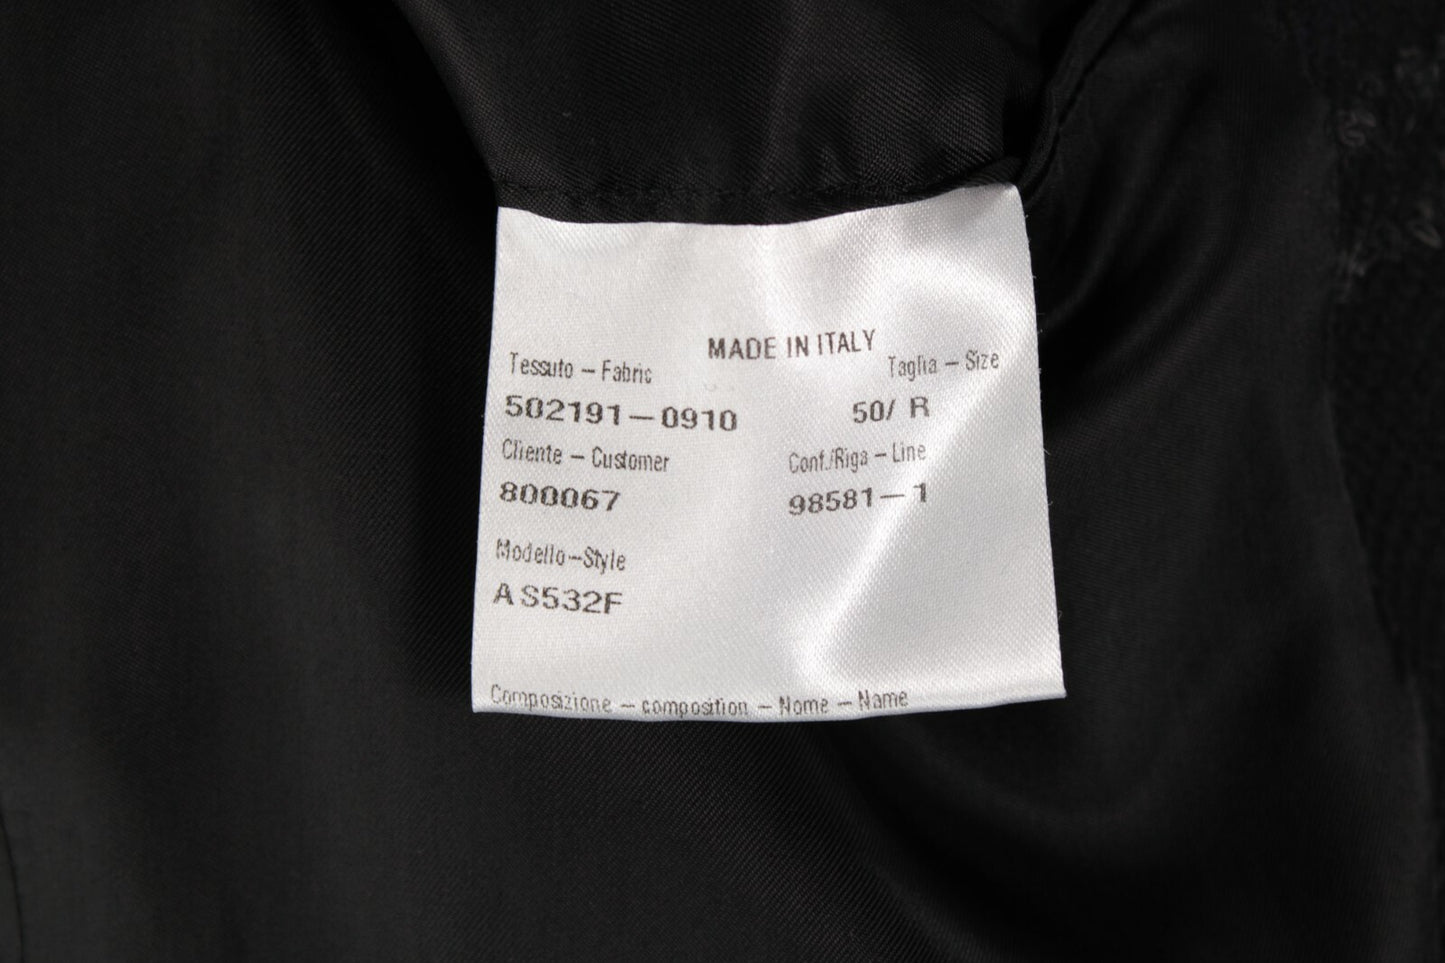 MADE IN ITALY
Tessuto – Fabric Taglia – Size
502191–0910 50/ R
Cliente – Customer Conf./Riga – Line
800067 98581–1
Modello–Style
AS532F
Composizione – composition – Nome – Name